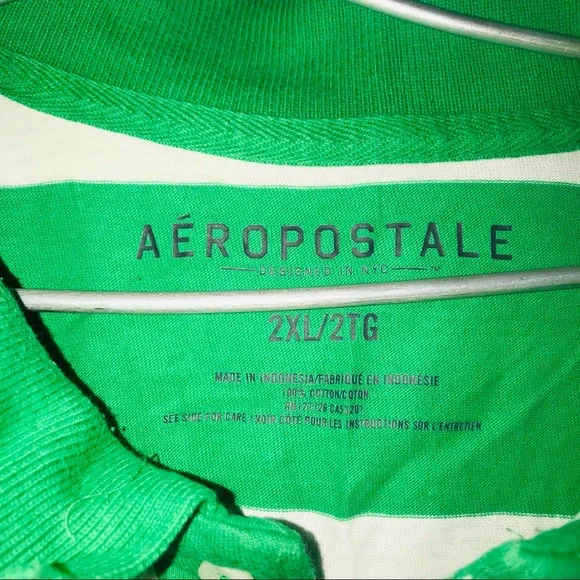 AÉROPOSTALE
DESIGNED IN NYC
2XL/2TG
MADE IN INDONESIA/FABRIQUÉ EN INDONÉSIE
100% COTTON/COTON
SEE SIDE FOR CARE / VOIR CÔTÉ POUR LES INSTRUCTIONS SUR L'ENTRETIEN